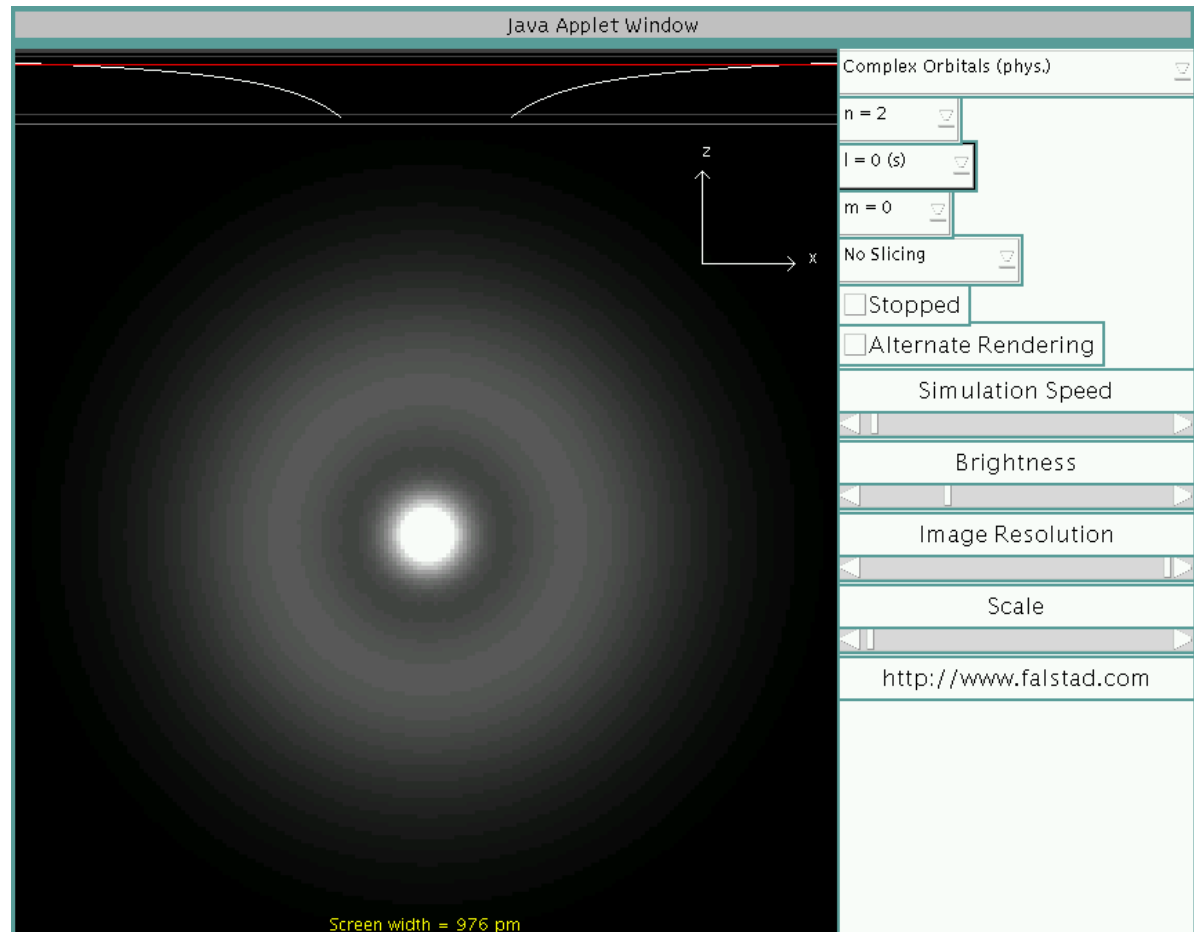 Java Applet Window
Complex Orbitals (phys.)
n = 2
l = 0 (s)
m = 0
No Slicing
Stopped
Alternate Rendering
Simulation Speed
Brightness
Image Resolution
Scale
http://www.falstad.com
z
x
Screen width = 976 pm